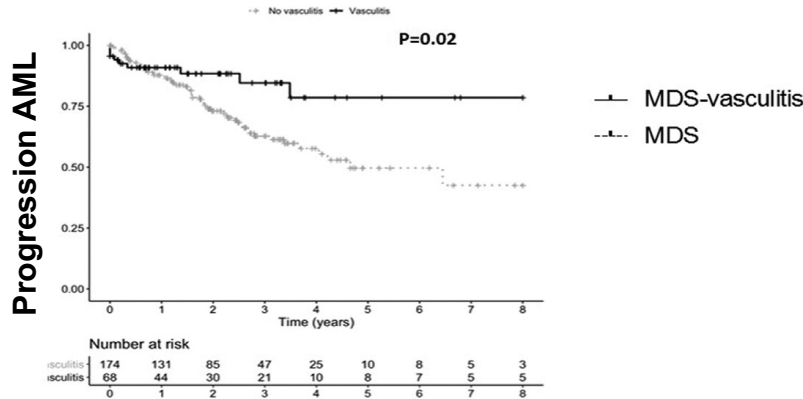 No vasculitis Vasculitis
P=0.02
Progression AML
1.00
0.75
0.50
0.25
0.00
0 1 2 3 4 5 6 7 8
Time (years)
MDS-vasculitis
MDS
Number at risk
asculitis 174 131 85 47 25 10 8 5 3
asculitis 68 44 30 21 10 8 7 5 5
0 1 2 3 4 5 6 7 8